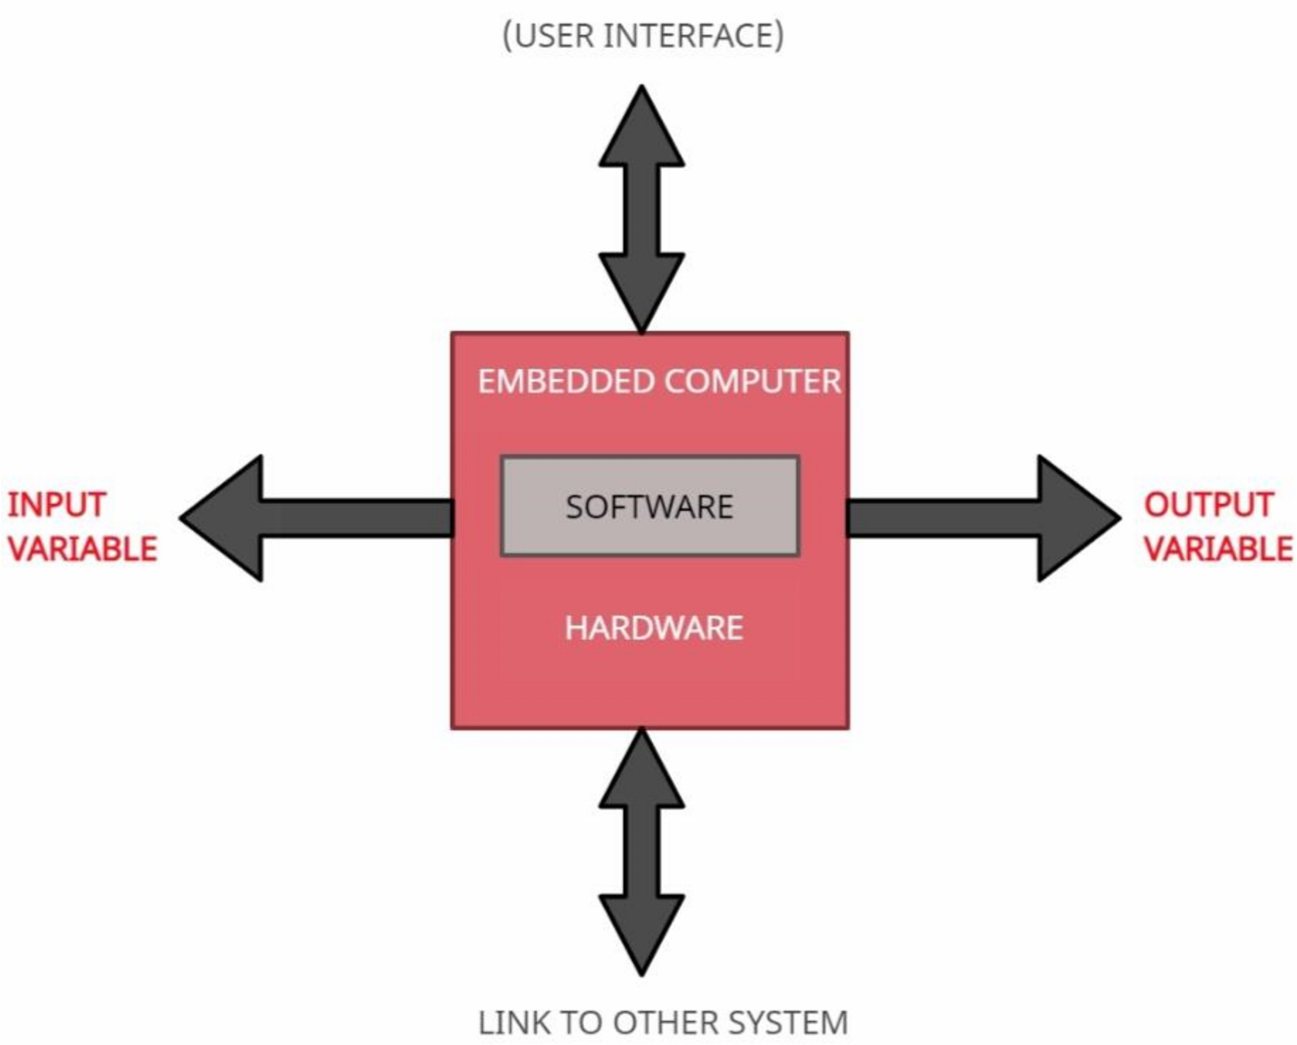 (USER INTERFACE)
EMBEDDED COMPUTER
INPUT
VARIABLE
SOFTWARE
OUTPUT
VARIABLE
HARDWARE
LINK TO OTHER SYSTEM